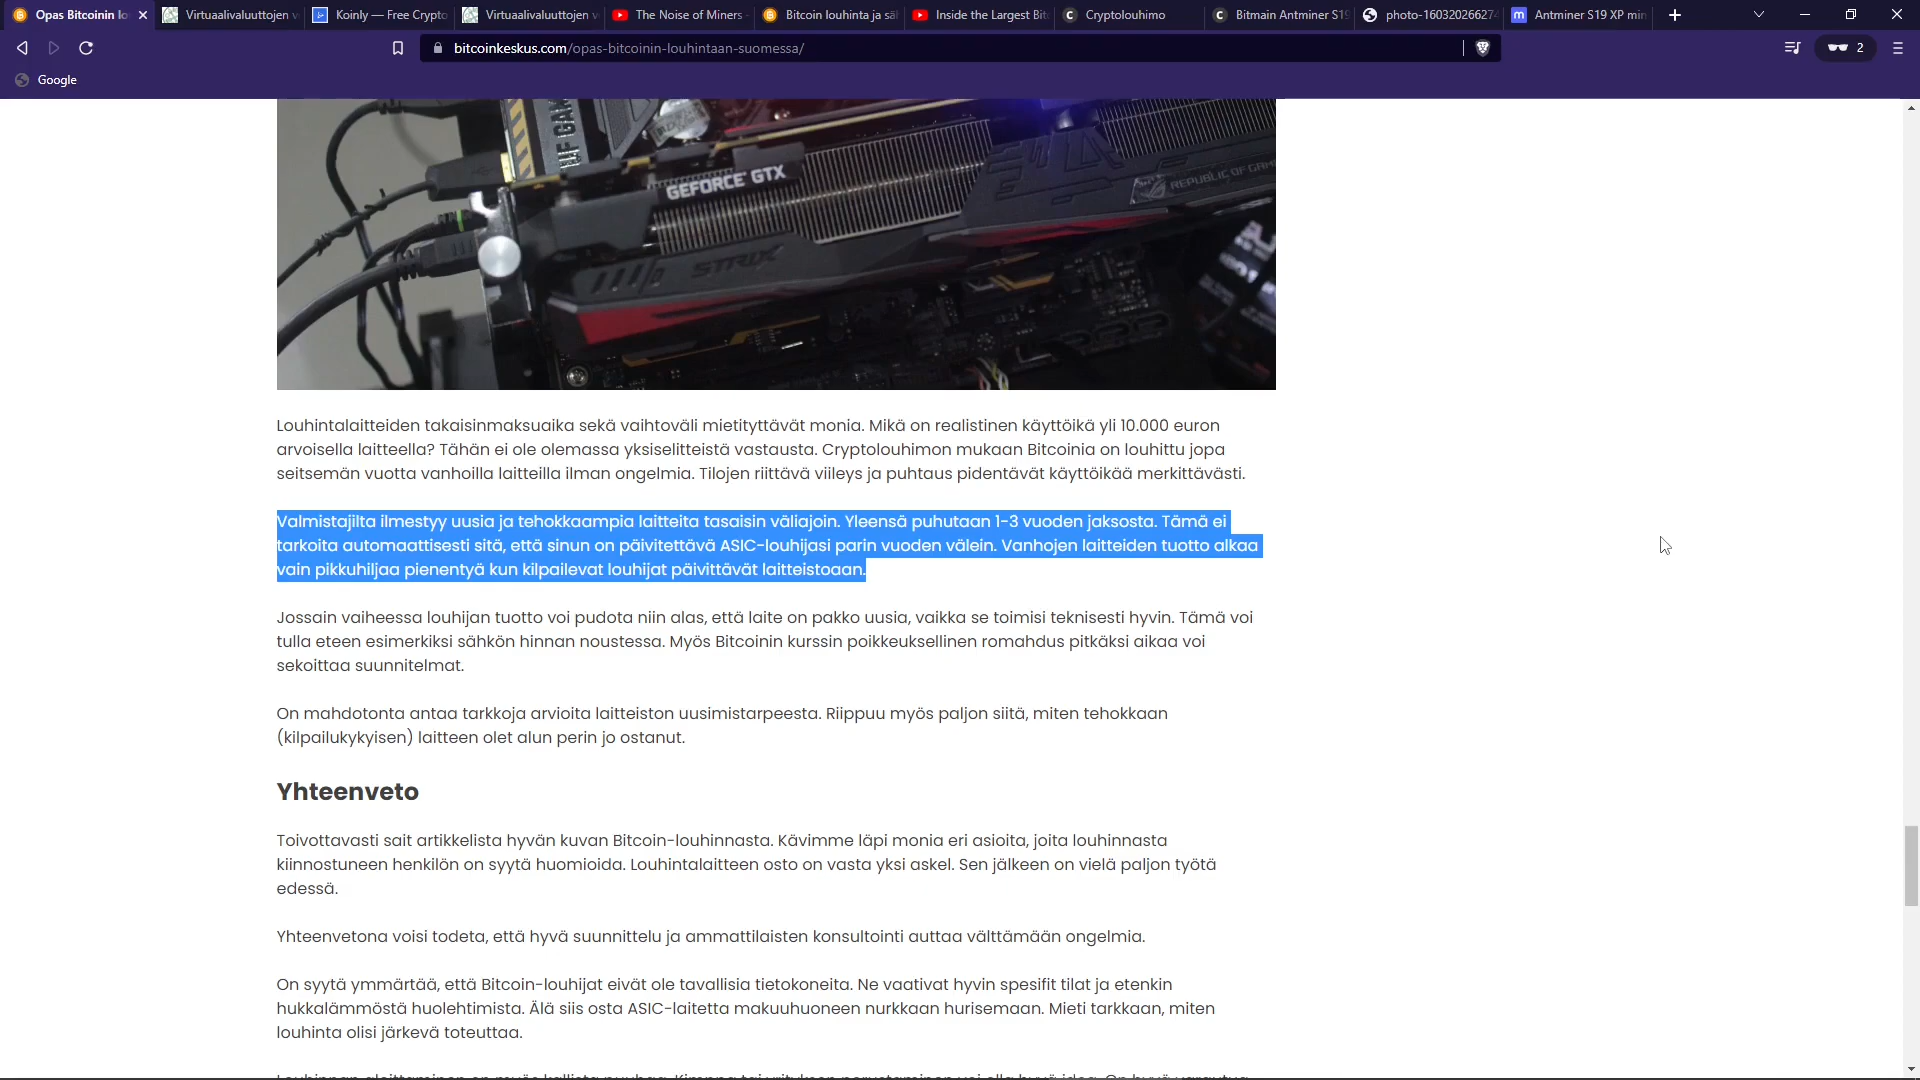 Opas Bitcoinin lo
Virtuaalivaluuttojen v
Koinly — Free Crypto
Virtuaalivaluuttojen v
The Noise of Miners -
Bitcoin louhinta ja säh
Inside the Largest Bit
Cryptolouhimo
Bitmain Antminer S19
photo-160320266274
Antminer S19 XP min
bitcoinkeskus.com/opas-bitcoinin-louhintaan-suomessa/
2
Google
GEFORCE GTX
REPUBLIC OF GAM
STRIX
Louhintalaitteiden takaisinmaksuaika sekä vaihtoväli mietityttävät monia. Mikä on realistinen käyttöikä yli 10.000 euron
arvoisella laitteella? Tähän ei ole olemassa yksiselitteistä vastausta. Cryptolouhimon mukaan Bitcoinia on louhittu jopa
seitsemän vuotta vanhoilla laitteilla ilman ongelmia. Tilojen riittävä viileys ja puhtaus pidentävät käyttöikää merkittävästi.
Valmistajilta ilmestyy uusia ja tehokkaampia laitteita tasaisin väliajoin. Yleensä puhutaan 1-3 vuoden jaksosta. Tämä ei
tarkoita automaattisesti sitä, että sinun on päivitettävä ASIC-louhijasi parin vuoden välein. Vanhojen laitteiden tuotto alkaa
vain pikkuhiljaa pienentyä kun kilpailevat louhijat päivittävät laitteistoaan.
Jossain vaiheessa louhijan tuotto voi pudota niin alas, että laite on pakko uusia, vaikka se toimisi teknisesti hyvin. Tämä voi
tulla eteen esimerkiksi sähkön hinnan noustessa. Myös Bitcoinin kurssin poikkeuksellinen romahdus pitkäksi aikaa voi
sekoittaa suunnitelmat.
On mahdotonta antaa tarkkoja arvioita laitteiston uusimistarpeesta. Riippuu myös paljon siitä, miten tehokkaan
(kilpailukykyisen) laitteen olet alun perin jo ostanut.
Yhteenveto
Toivottavasti sait artikkelista hyvän kuvan Bitcoin-louhinnasta. Kävimme läpi monia eri asioita, joita louhinnasta
kiinnostuneen henkilön on syytä huomioida. Louhintalaitteen osto on vasta yksi askel. Sen jälkeen on vielä paljon työtä
edessä.
Yhteenvetona voisi todeta, että hyvä suunnittelu ja ammattilaisten konsultointi auttaa välttämään ongelmia.
On syytä ymmärtää, että Bitcoin-louhijat eivät ole tavallisia tietokoneita. Ne vaativat hyvin spesifit tilat ja etenkin
hukkalämmöstä huolehtimista. Älä siis osta ASIC-laitetta makuuhuoneen nurkkaan hurisemaan. Mieti tarkkaan, miten
louhinta olisi järkevä toteuttaa.